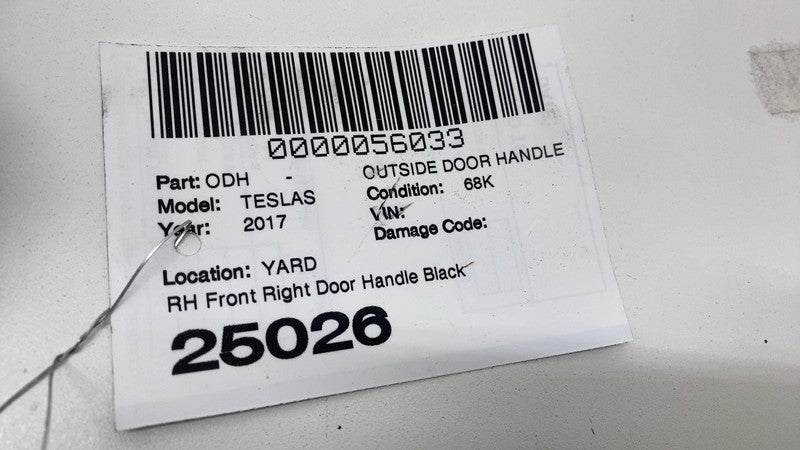 0000056033
Part: ODH - OUTSIDE DOOR HANDLE
Model: TESLAS Condition: 68K
Year: 2017 VIN:
Damage Code:
Location: YARD
RH Front Right Door Handle Black
25026